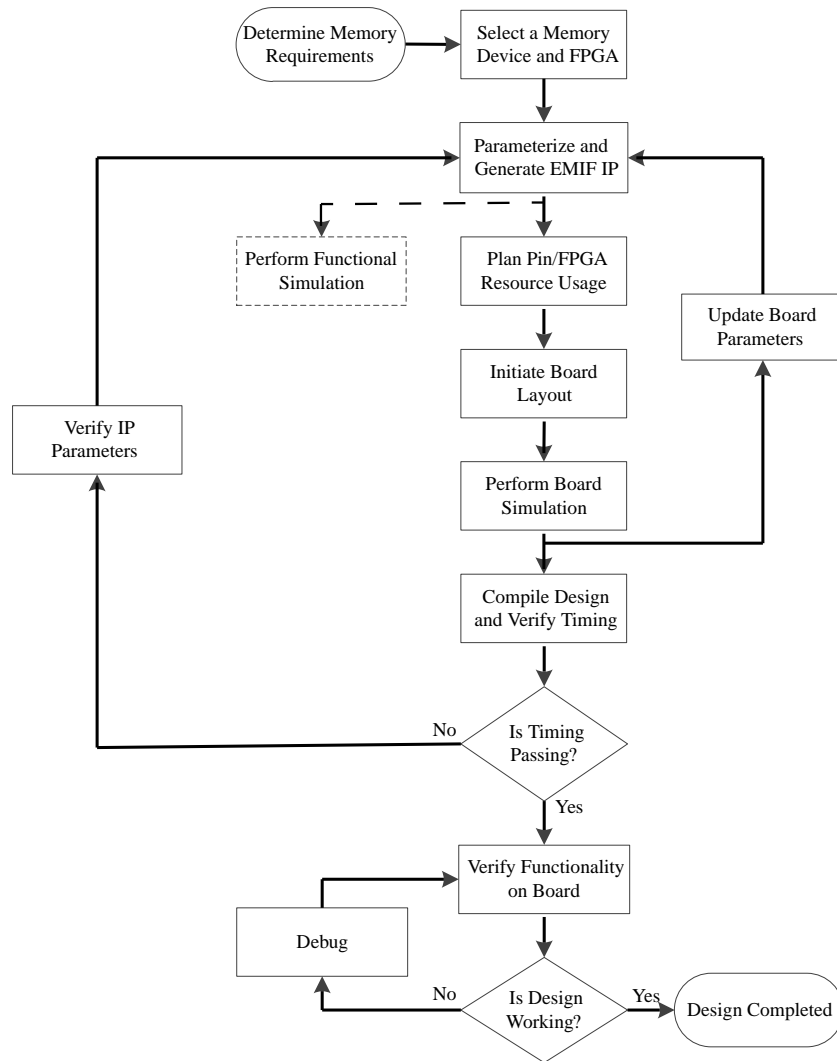 Determine Memory
Requirements
Select a Memory
Device and FPGA
Parameterize and
Generate EMIF IP
Perform Functional
Simulation
Plan Pin/FPGA
Resource Usage
Update Board
Parameters
Initiate Board
Layout
Verify IP
Parameters
Perform Board
Simulation
Compile Design
and Verify Timing
No
Is Timing
Passing?
Yes
Verify Functionality
on Board
Debug
No
Is Design
Working?
Yes
Design Completed